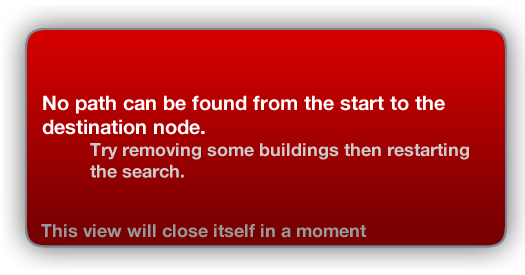 No path can be found from the start to the
destination node.
Try removing some buildings then restarting
the search.
This view will close itself in a moment